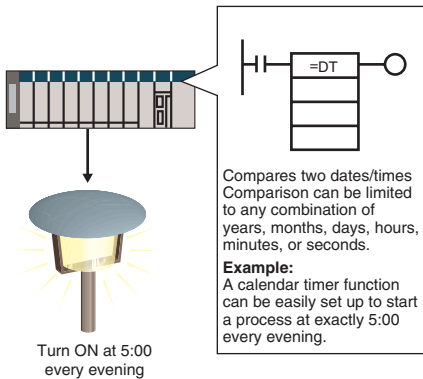 =DT
Compares two dates/times
Comparison can be limited
to any combination of
years, months, days, hours,
minutes, or seconds.
Example:
A calendar timer function
can be easily set up to start
a process at exactly 5:00
every evening.
Turn ON at 5:00
every evening